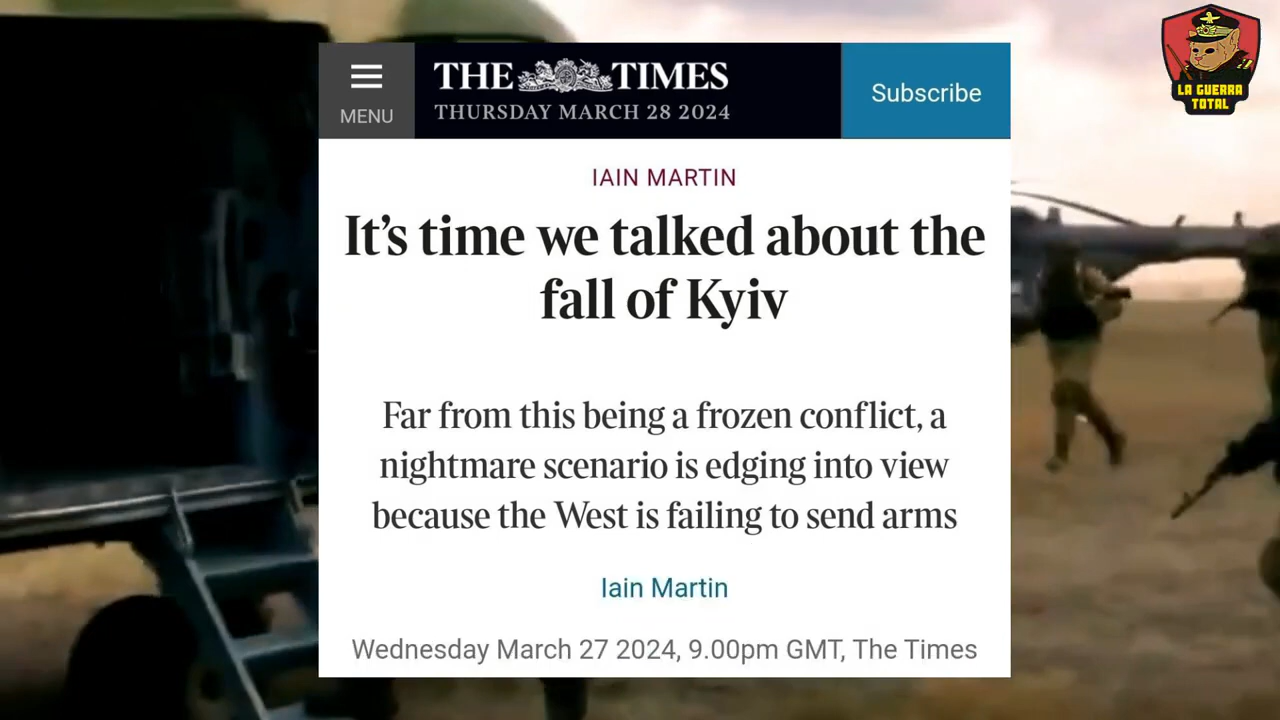 LA GUERRA
TOTAL
MENU
THE TIMES
THURSDAY MARCH 28 2024
Subscribe
IAIN MARTIN
It’s time we talked about the
fall of Kyiv
Far from this being a frozen conflict, a
nightmare scenario is edging into view
because the West is failing to send arms
Iain Martin
Wednesday March 27 2024, 9.00pm GMT, The Times